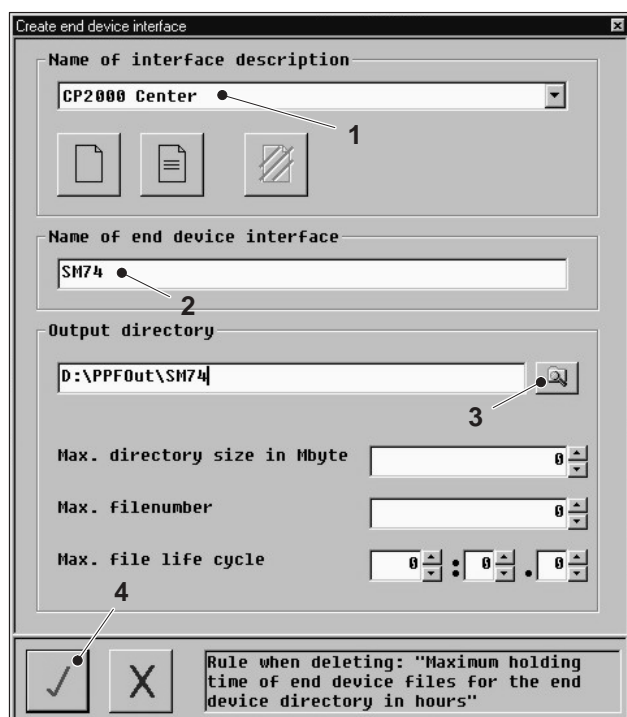 Create end device interface
Name of interface description
CP2000 Center
1
Name of end device interface
SM74
2
Output directory
D:\PPFOut\SM74
3
Max. directory size in Mbyte 0
Max. filenumber 0
Max. file life cycle 0 : 0 . 0
4
Rule when deleting: "Maximum holding
time of end device files for the end
device directory in hours"